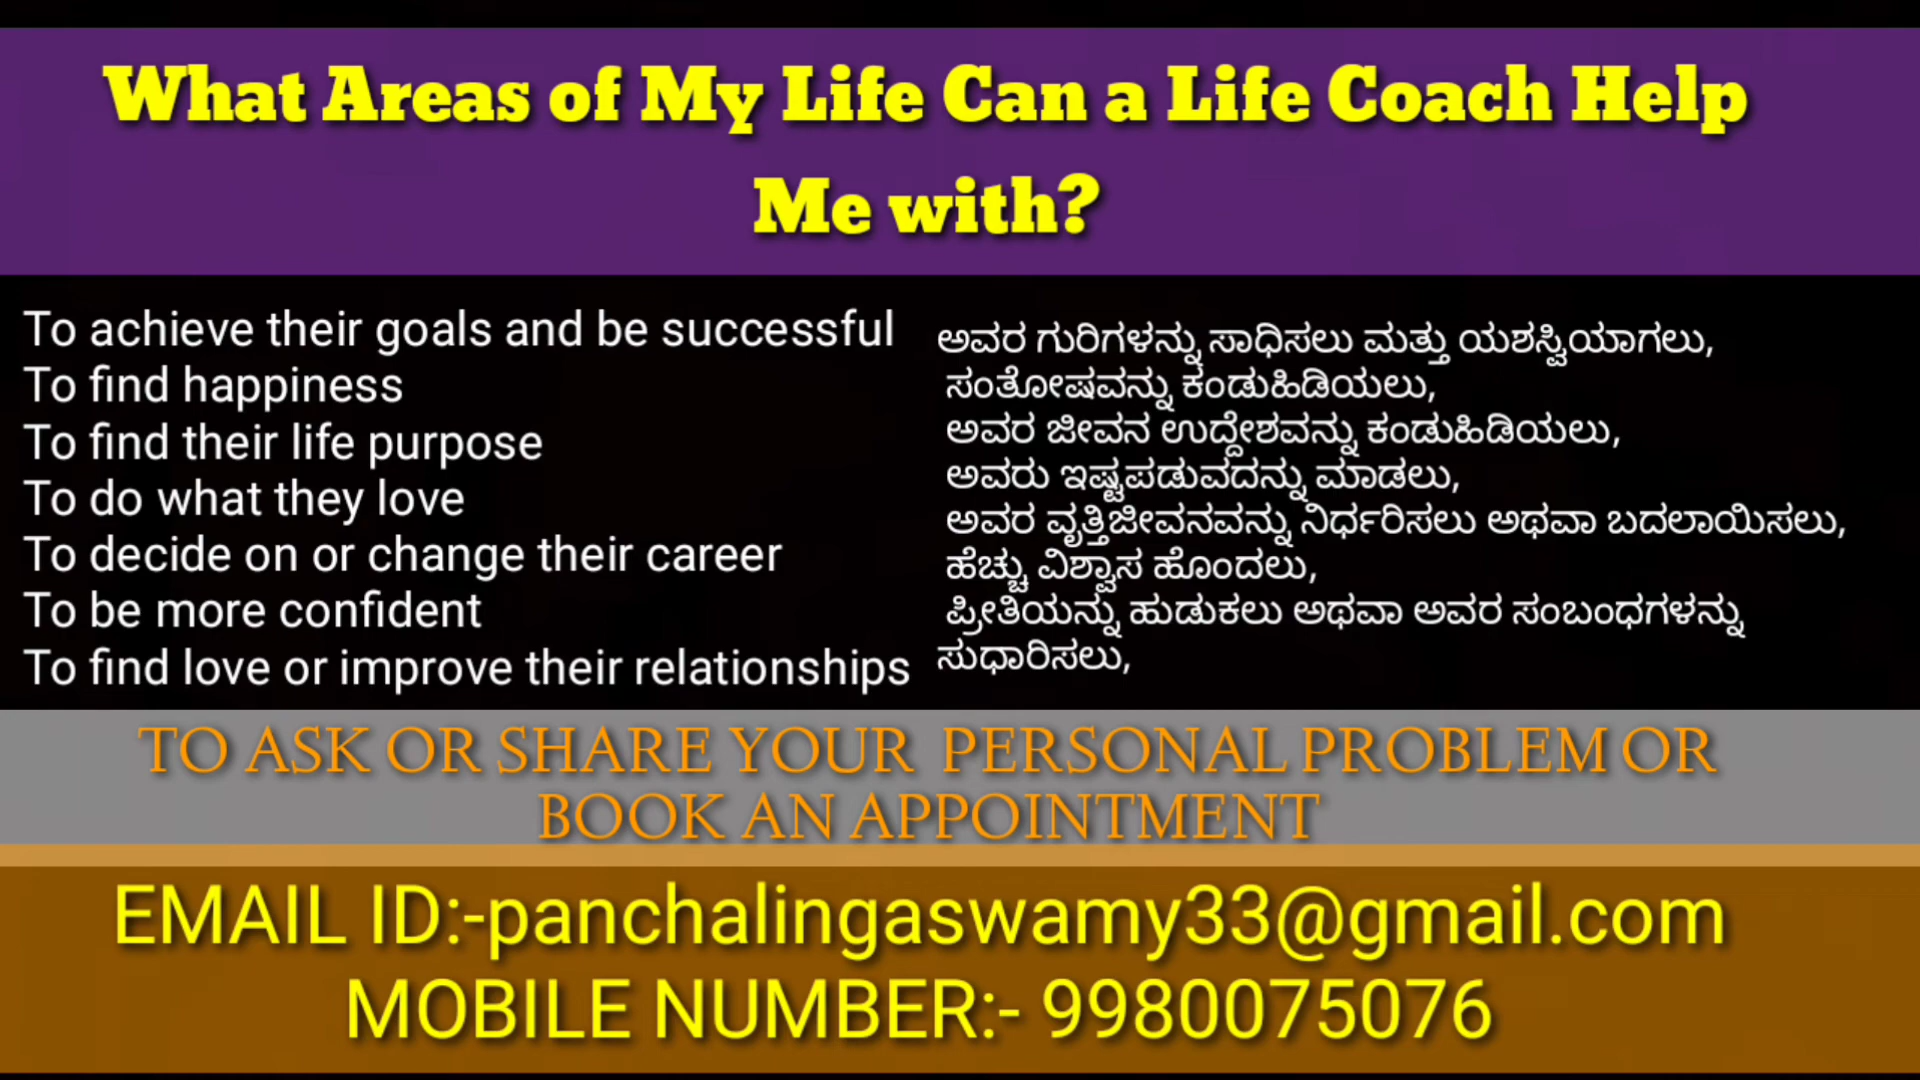 What Areas of My Life Can a Life Coach Help
Me with?
To achieve their goals and be successful
To find happiness
To find their life purpose
To do what they love
To decide on or change their career
To be more confident
To find love or improve their relationships
ಅವರ ಗುರಿಗಳನ್ನು ಸಾಧಿಸಲು ಮತ್ತು ಯಶಸ್ವಿಯಾಗಲು,
ಸಂತೋಷವನ್ನು ಕಂಡುಹಿಡಿಯಲು,
ಅವರ ಜೀವನ ಉದ್ದೇಶವನ್ನು ಕಂಡುಹಿಡಿಯಲು,
ಅವರು ಇಷ್ಟಪಡುವದನ್ನು ಮಾಡಲು,
ಅವರ ವೃತ್ತಿಜೀವನವನ್ನು ನಿರ್ಧರಿಸಲು ಅಥವಾ ಬದಲಾಯಿಸಲು,
ಹೆಚ್ಚು ವಿಶ್ವಾಸ ಹೊಂದಲು,
ಪ್ರೀತಿಯನ್ನು ಹುಡುಕಲು ಅಥವಾ ಅವರ ಸಂಬಂಧಗಳನ್ನು
ಸುಧಾರಿಸಲು,
TO ASK OR SHARE YOUR PERSONAL PROBLEM OR
BOOK AN APPOINTMENT
EMAIL ID:-panchalingaswamy33@gmail.com
MOBILE NUMBER:- 9980075076